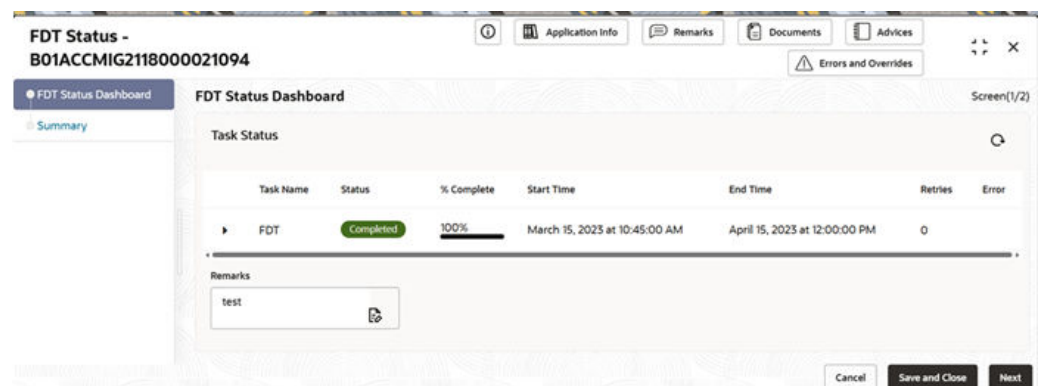 FDT Status -
B01ACCMIG2118000021094
Application Info
Remarks
Documents
Advices
Errors and Overrides
FDT Status Dashboard
Summary
FDT Status Dashboard
Screen(1/2)
Task Status
Task Name Status % Complete Start Time End Time Retries Error
FDT Completed 100% March 15, 2023 at 10:45:00 AM April 15, 2023 at 12:00:00 PM 0
Remarks
test
Cancel Save and Close Next